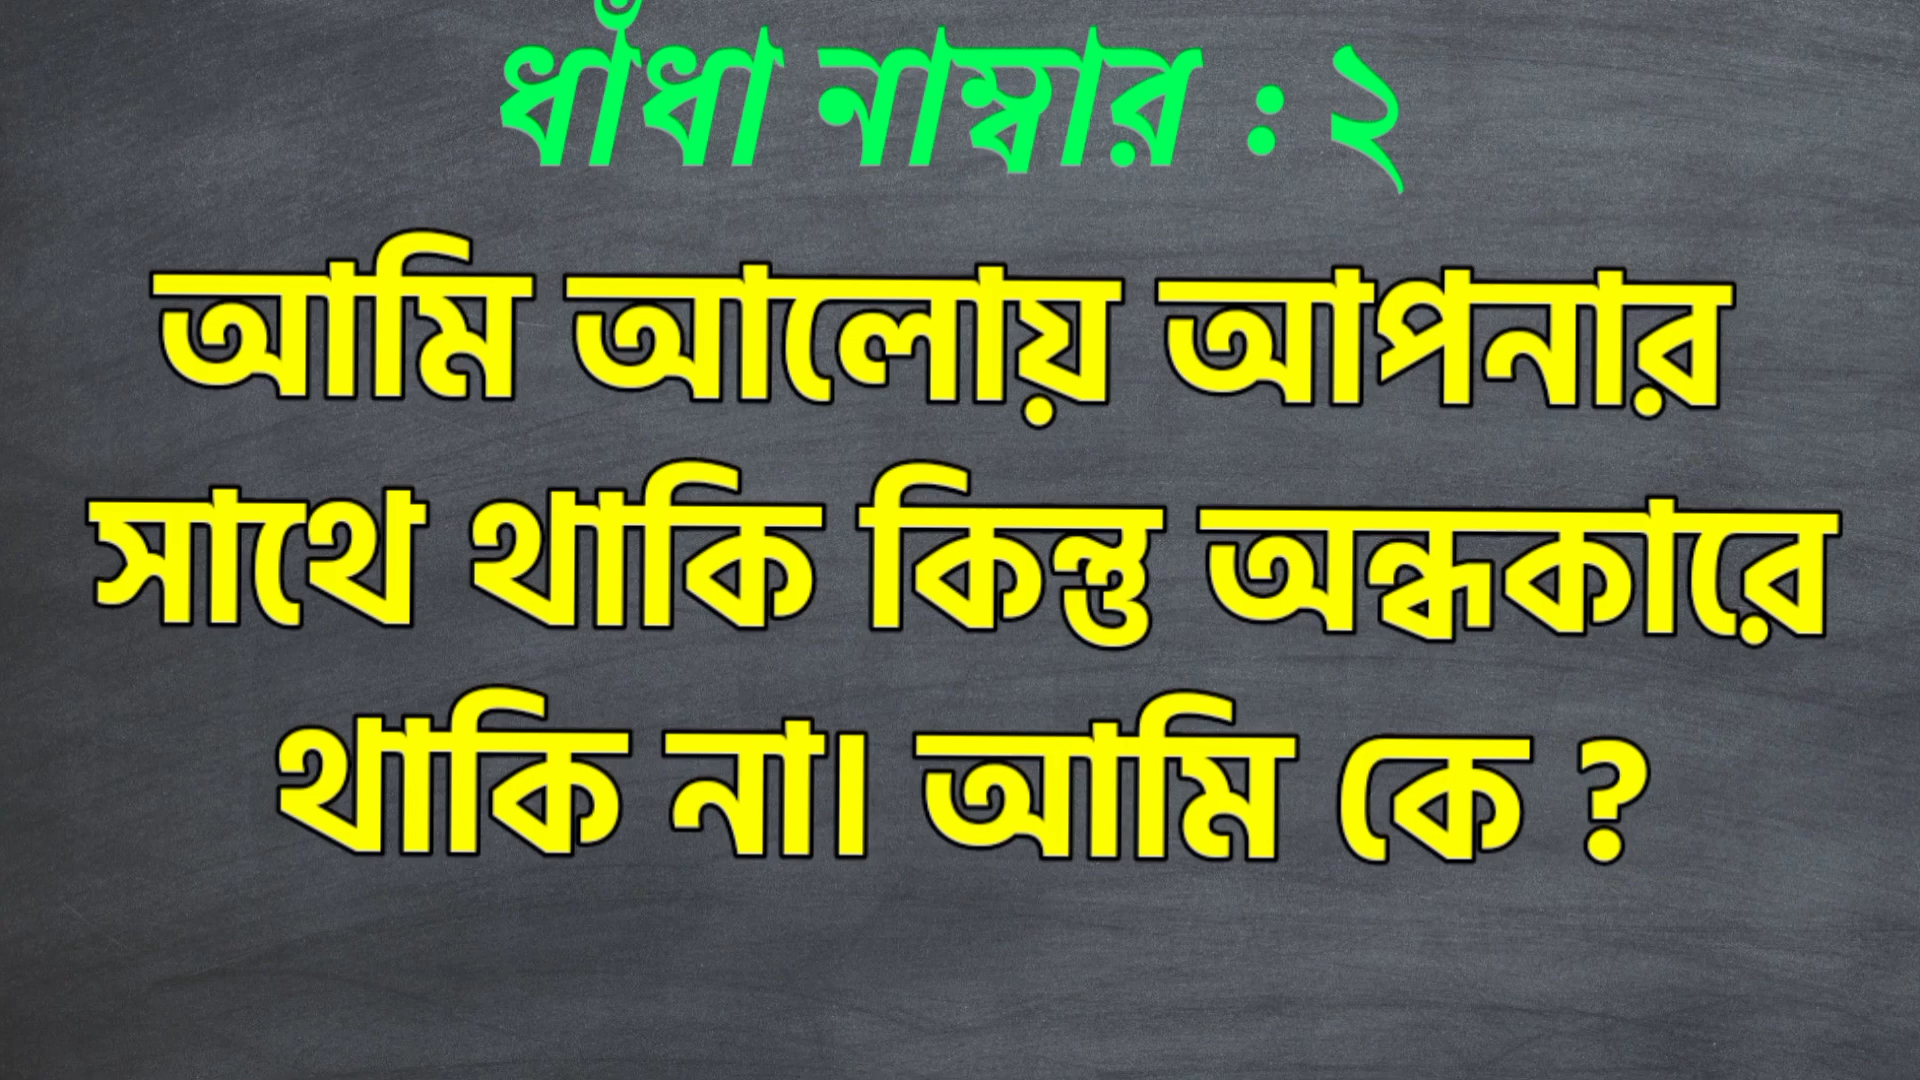 ধাঁধা নাম্বার : ২
আমি আলোয় আপনার
সাথে থাকি কিন্তু অন্ধকারে
থাকি না। আমি কে ?